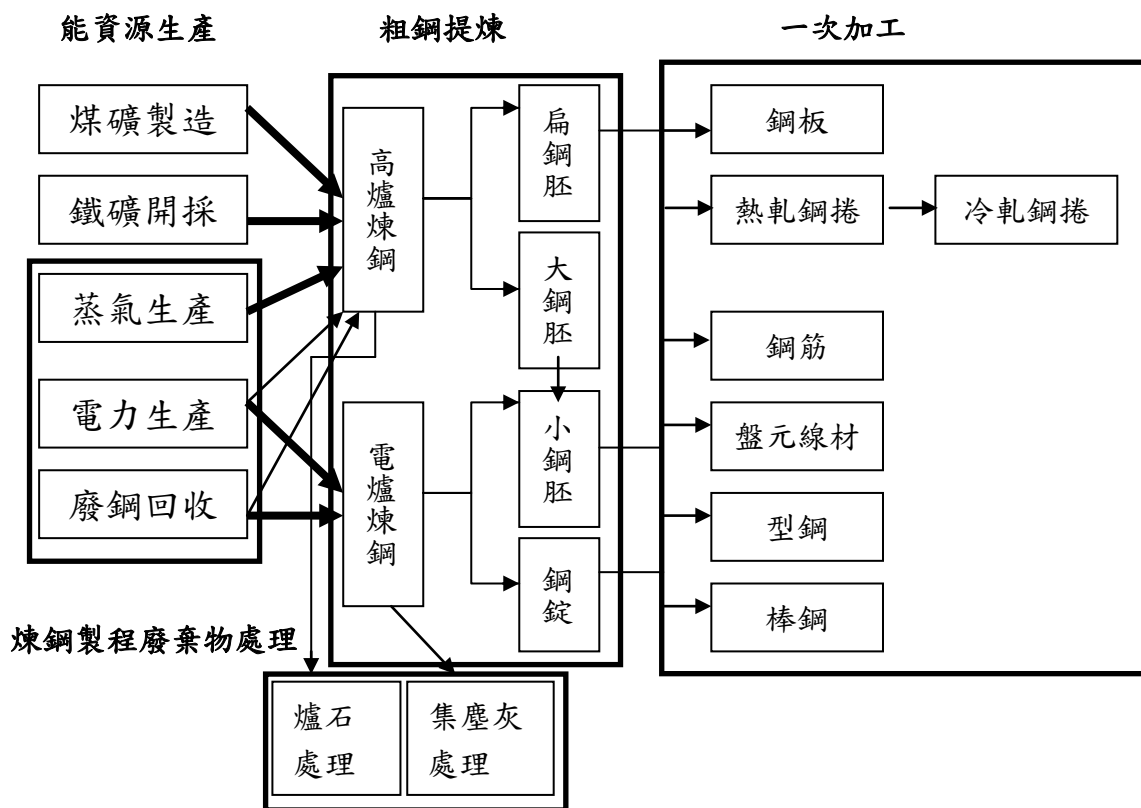 能資源生產
粗鋼提煉
一次加工
煤礦製造
鐵礦開採
蒸氣生產
電力生產
廢鋼回收
高爐煉鋼
電爐煉鋼
扁鋼胚
大鋼胚
小鋼胚
鋼錠
鋼板
熱軋鋼捲
冷軋鋼捲
鋼筋
盤元線材
型鋼
棒鋼
煉鋼製程廢棄物處理
爐石
處理
集塵灰
處理